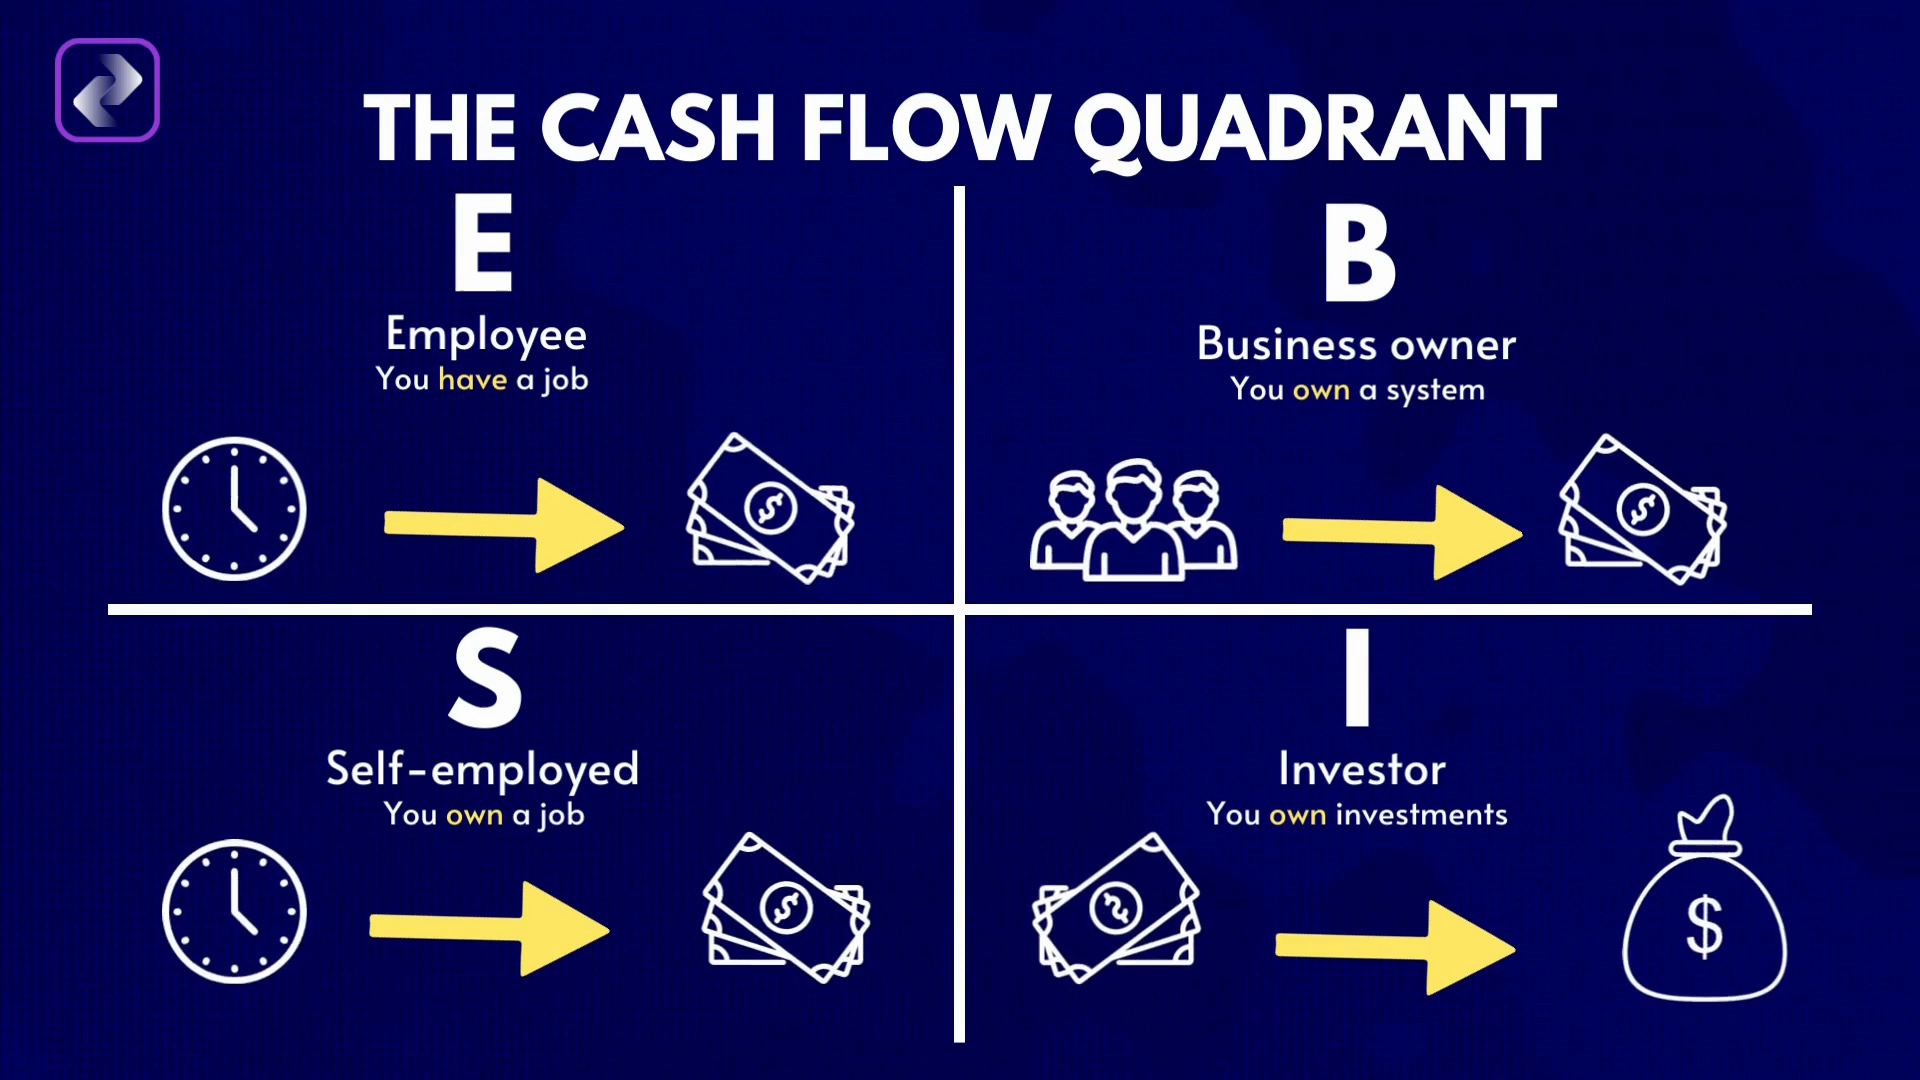 THE CASH FLOW QUADRANT
E
Employee
You have a job
B
Business owner
You own a system
$
$
S
Self-employed
You own a job
I
Investor
You own investments
$
$
$